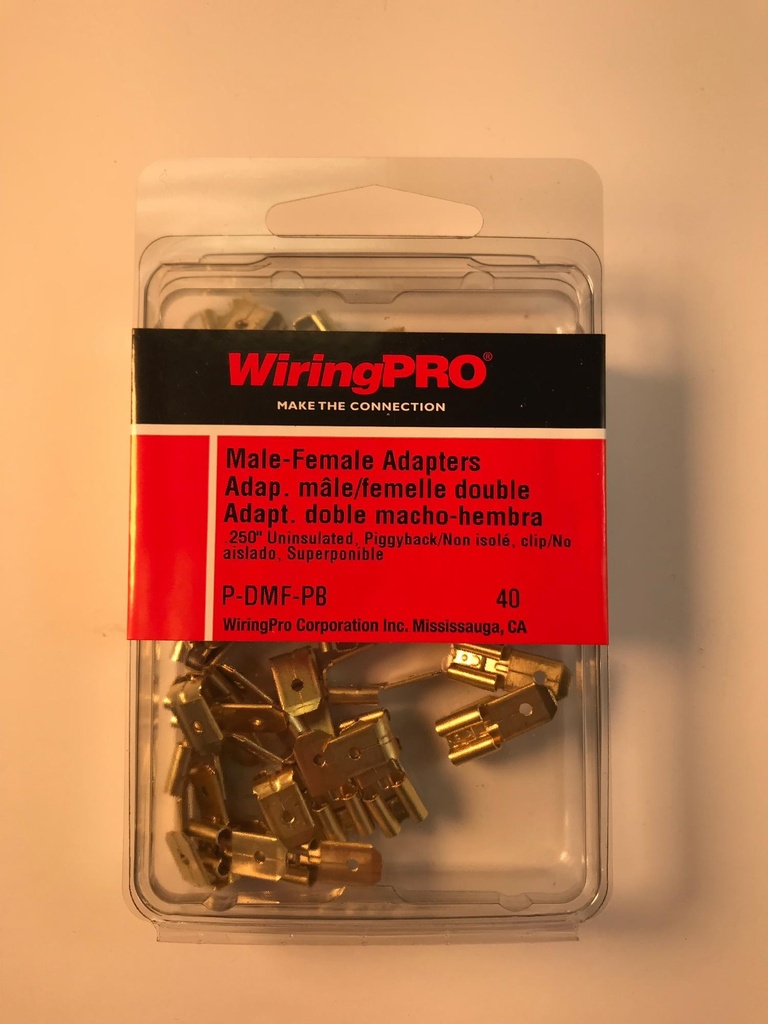 WiringPRO®
MAKE THE CONNECTION
Male-Female Adapters
Adap. mâle/femelle double
Adapt. doble macho-hembra
.250" Uninsulated, Piggyback/Non isolé, clip/No
aislado, Superponible
P-DMF-PB 40
WiringPro Corporation Inc. Mississauga, CA